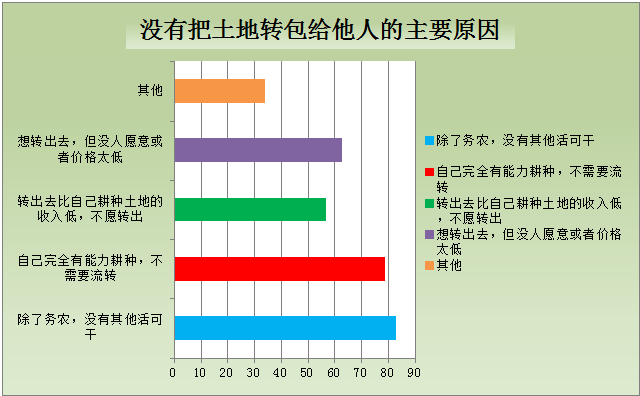 没有把土地转包给他人的主要原因
其他
想转出去，但没人愿意或
者价格太低
转出去比自己耕种土地的
收入低，不愿转出
自己完全有能力耕种，不
需要流转
除了务农，没有其他活可
干
0 10 20 30 40 50 60 70 80 90
除了务农，没有其他活可干
自己完全有能力耕种，不需要流
转
转出去比自己耕种土地的收入低
，不愿转出
想转出去，但没人愿意或者价格
太低
其他